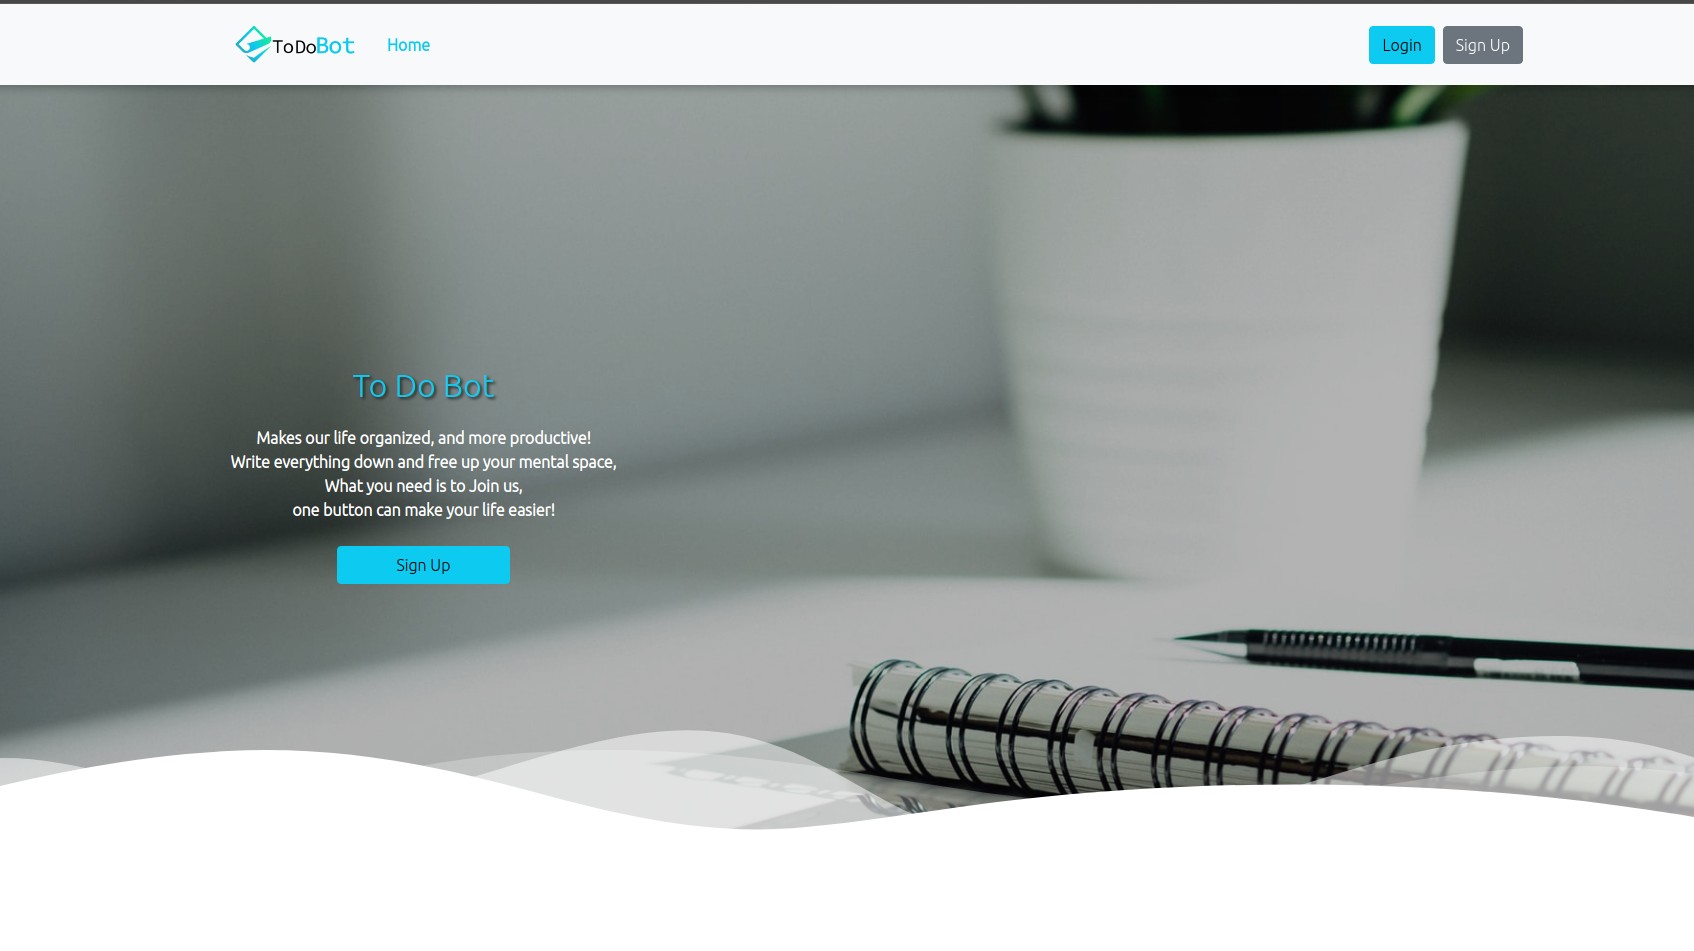 ToDoBot
Home
Login
Sign Up
To Do Bot
Makes our life organized, and more productive!
Write everything down and free up your mental space,
What you need is to Join us,
one button can make your life easier!
Sign Up